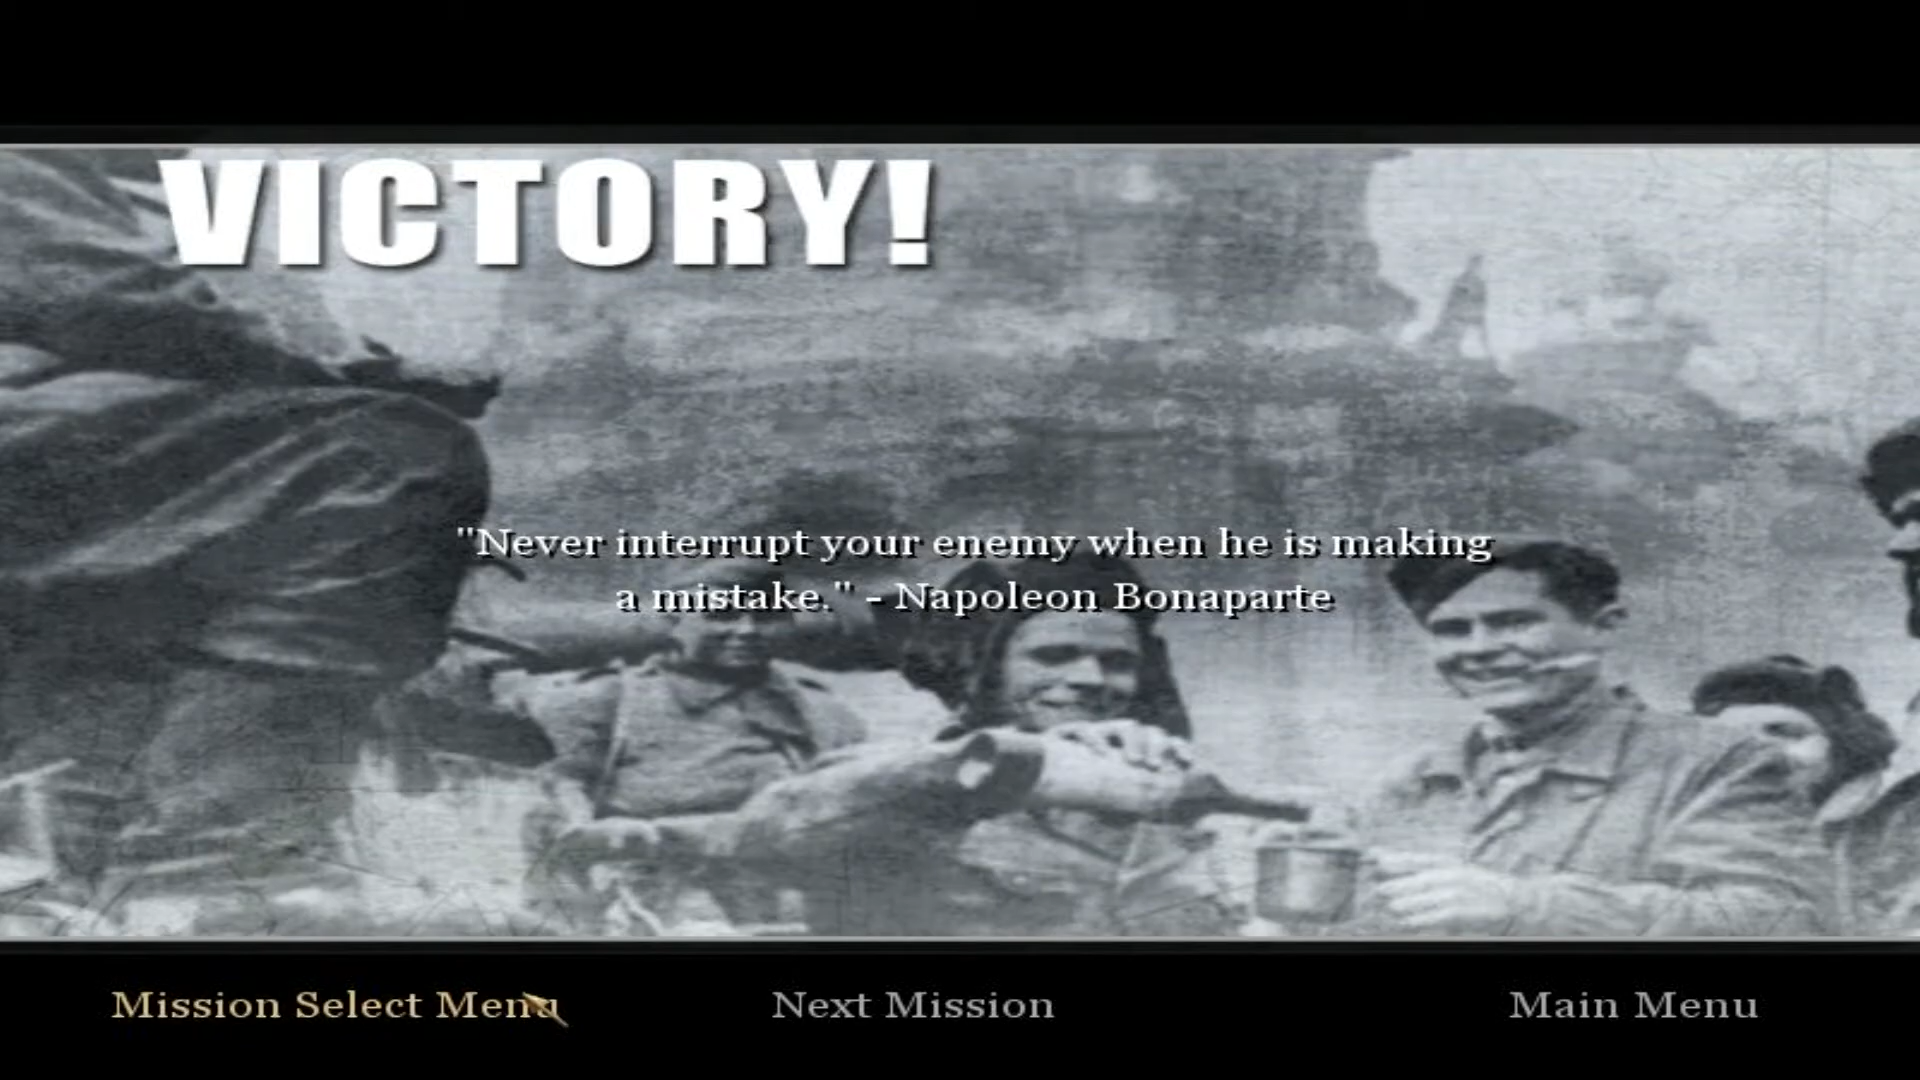 VICTORY!
"Never interrupt your enemy when he is making
a mistake." - Napoleon Bonaparte
Mission Select Menu
Next Mission
Main Menu